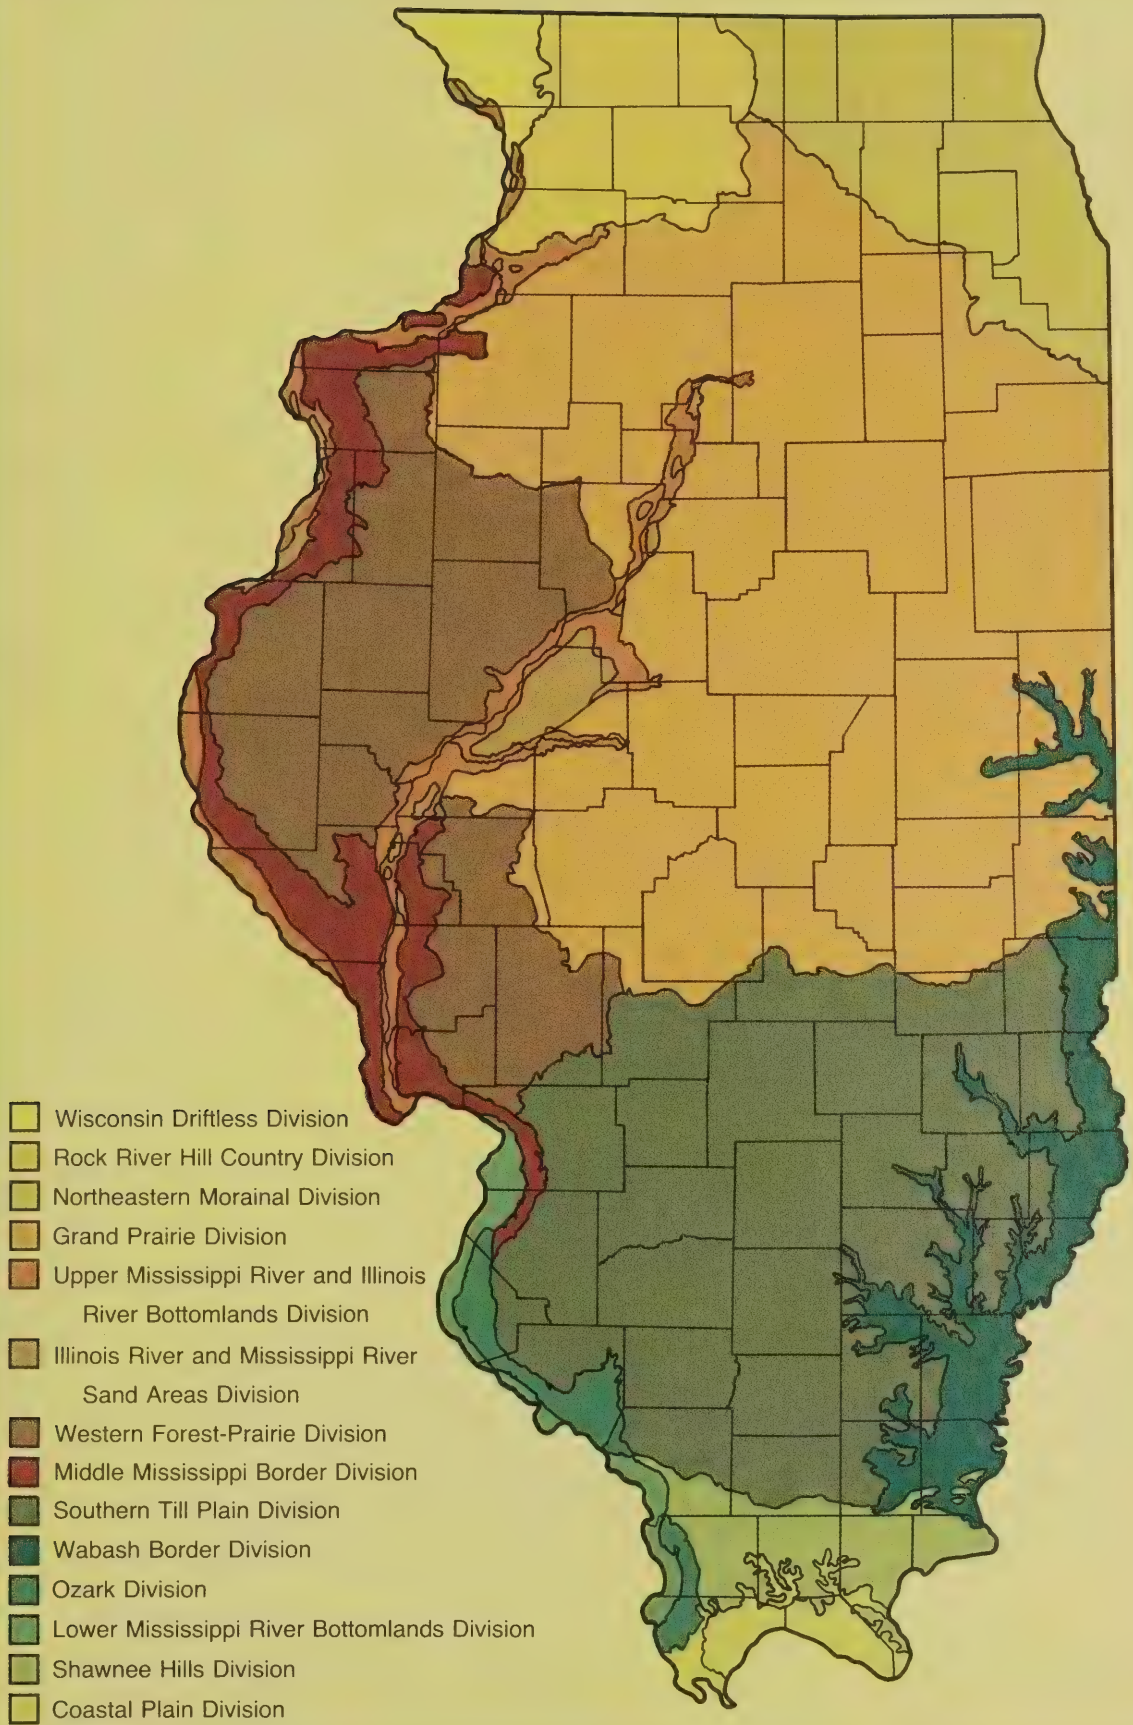 Wisconsin Driftless Division
Rock River Hill Country Division
Northeastern Morainal Division
Grand Prairie Division
Upper Mississippi River and Illinois
River Bottomlands Division
Illinois River and Mississippi River
Sand Areas Division
Western Forest-Prairie Division
Middle Mississippi Border Division
Southern Till Plain Division
Wabash Border Division
Ozark Division
Lower Mississippi River Bottomlands Division
Shawnee Hills Division
Coastal Plain Division